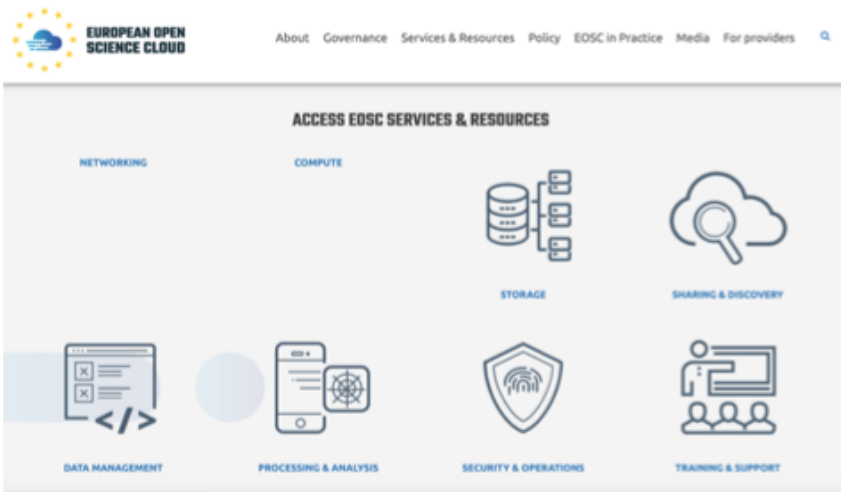 EUROPEAN OPEN
SCIENCE CLOUD
About Governance Services & Resources Policy EOSC in Practice Media For providers
ACCESS EOSC SERVICES & RESOURCES
NETWORKING COMPUTE
STORAGE SHARING & DISCOVERY
DATA MANAGEMENT PROCESSING & ANALYSIS SECURITY & OPERATIONS TRAINING & SUPPORT